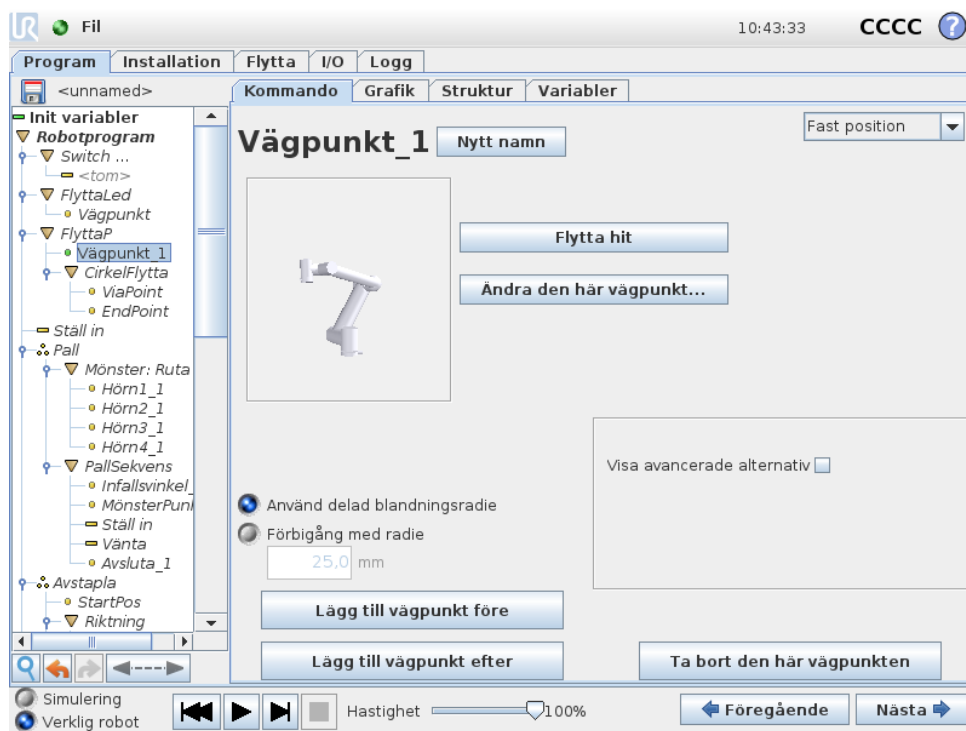 UR Fil 10:43:33 CCCC ?
Program Installation Flytta I/O Logg
<unnamed> Kommando Grafik Struktur Variabler
Init variabler
Robotprogram
Switch ...
<tom>
FlyttaLed
Vägpunkt
FlyttaP
Vägpunkt_1
CirkelFlytta
ViaPoint
EndPoint
Ställ in
Pall
Mönster: Ruta
Hörn1_1
Hörn2_1
Hörn3_1
Hörn4_1
PallSekvens
Infallsvinkel_
MönsterPun
Ställ in
Vänta
Avsluta_1
Avstapla
StartPos
Riktning
Vägpunkt_1 Nytt namn
Fast position
Flytta hit
Ändra den här vägpunkt...
Visa avancerade alternativ
Använd delad blandningsradie
Förbigång med radie
25,0 mm
Lägg till vägpunkt före
Lägg till vägpunkt efter
Ta bort den här vägpunkten
Simulering
Verklig robot
Hastighet 100%
Föregående Nästa